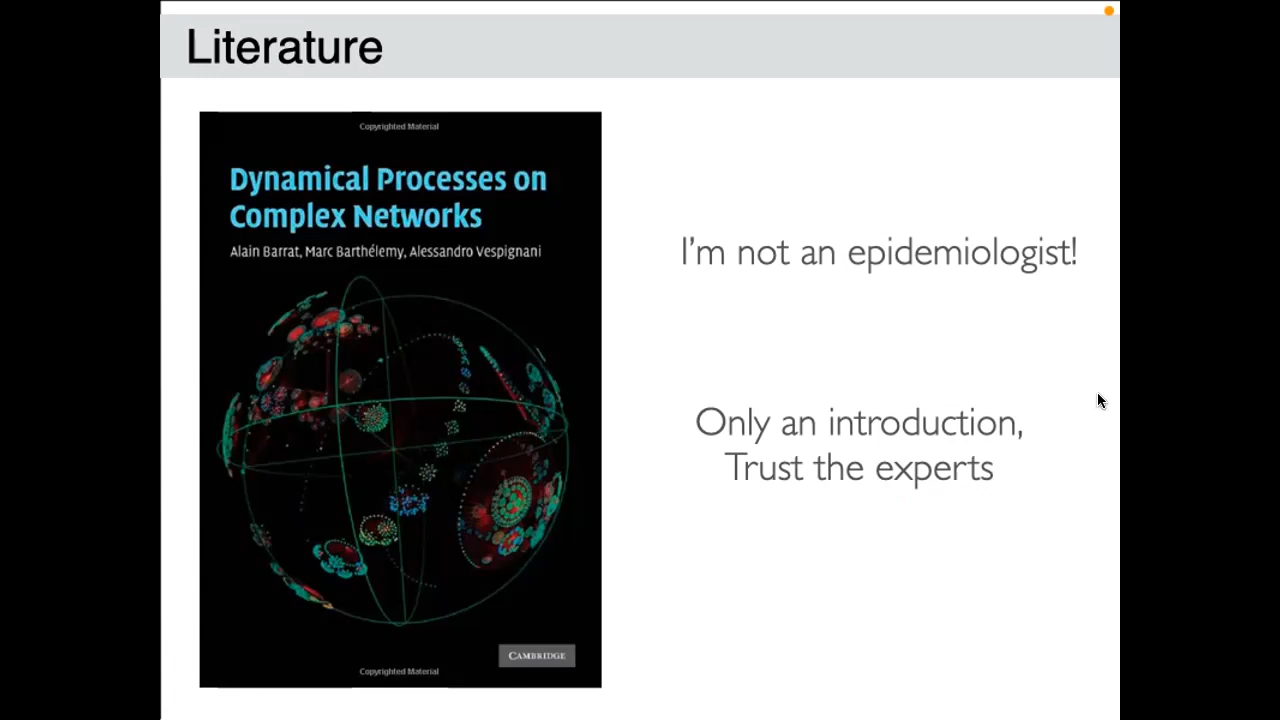 Literature
Copyrighted Material
Dynamical Processes on
Complex Networks
Alain Barrat, Marc Barthélemy, Alessandro Vespignani
CAMBRIDGE
Copyrighted Material
I'm not an epidemiologist!
Only an introduction,
Trust the experts